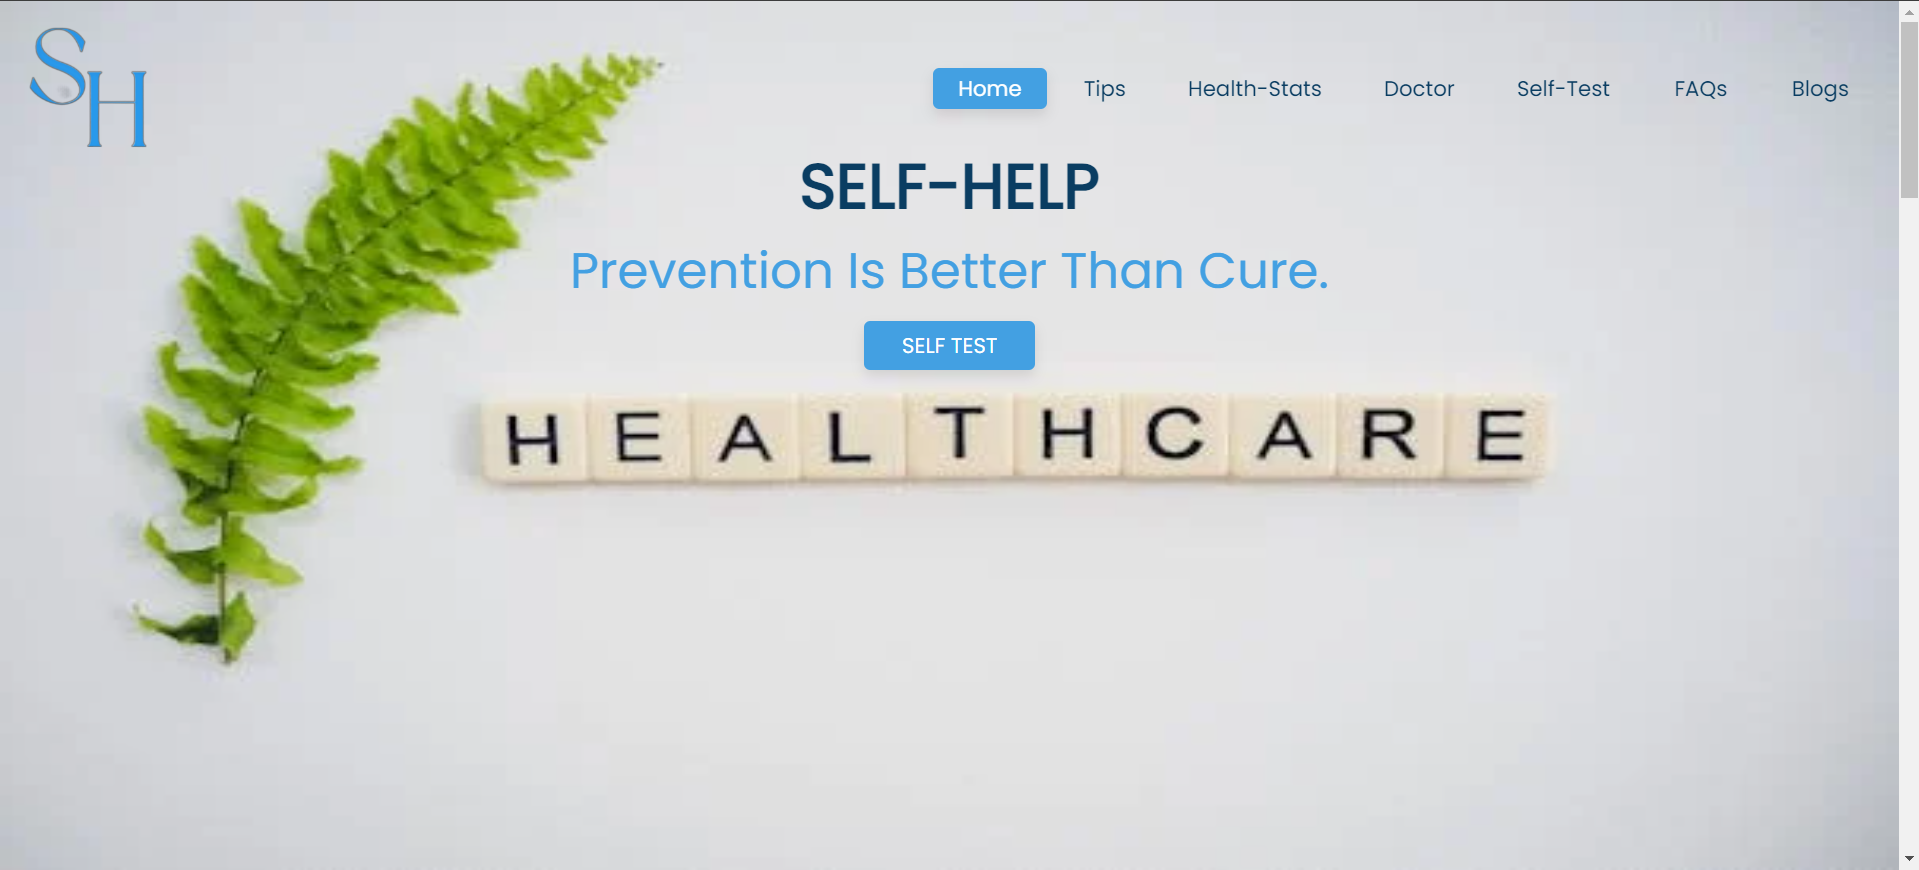 SH
Home Tips Health-Stats Doctor Self-Test FAQs Blogs
SELF-HELP
Prevention Is Better Than Cure.
SELF TEST
HEALTHCARE